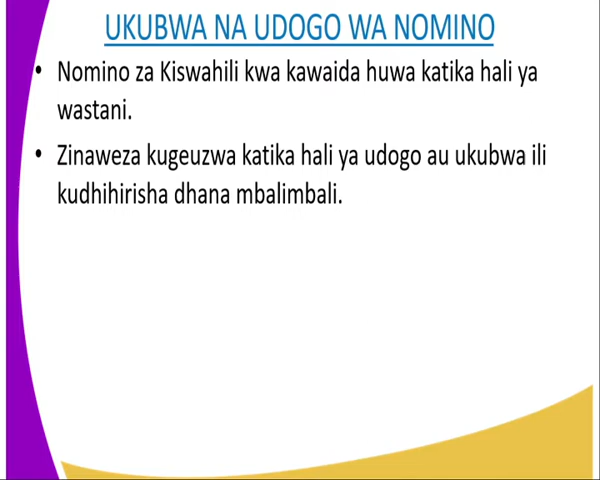 UKUBWA NA UDOGO WA NOMINO
• Nomino za Kiswahili kwa kawaida huwa katika hali ya
wastani.
• Zinaweza kugeuzwa katika hali ya udogo au ukubwa ili
kudhihirisha dhana mbalimbali.